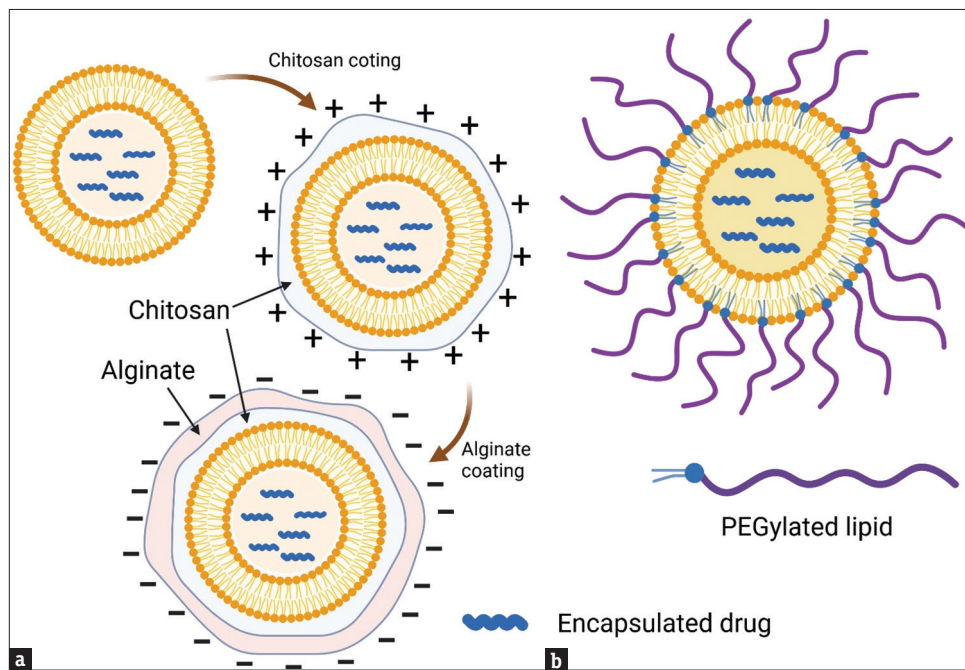 Chitosan coting
Chitosan
Alginate
Alginate
coating
a
PEGylated lipid
Encapsulated drug
b